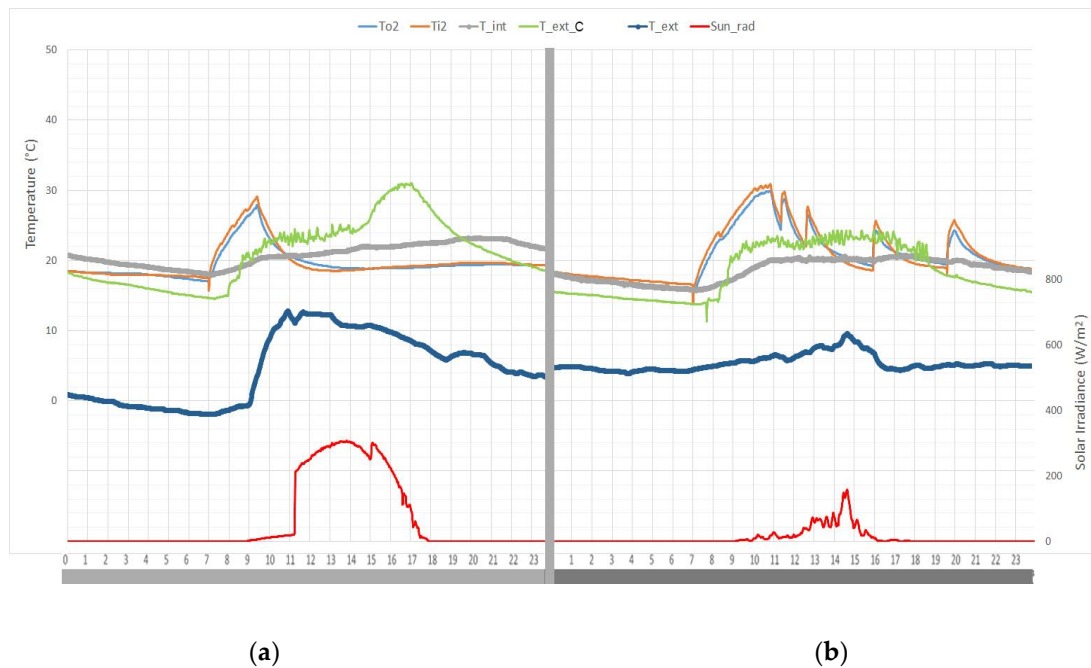 To2 Ti2 T_int T_ext_C T_ext Sun_rad
50
40
30
20
10
0
Temperature (°C)
800
600
400
200
0
Solar Irradiance (W/m²)
0 1 2 3 4 5 6 7 8 9 10 11 12 13 14 15 16 17 18 19 20 21 22 23 1 2 3 4 5 6 7 8 9 10 11 12 13 14 15 16 17 18 19 20 21 22 23
(a) (b)